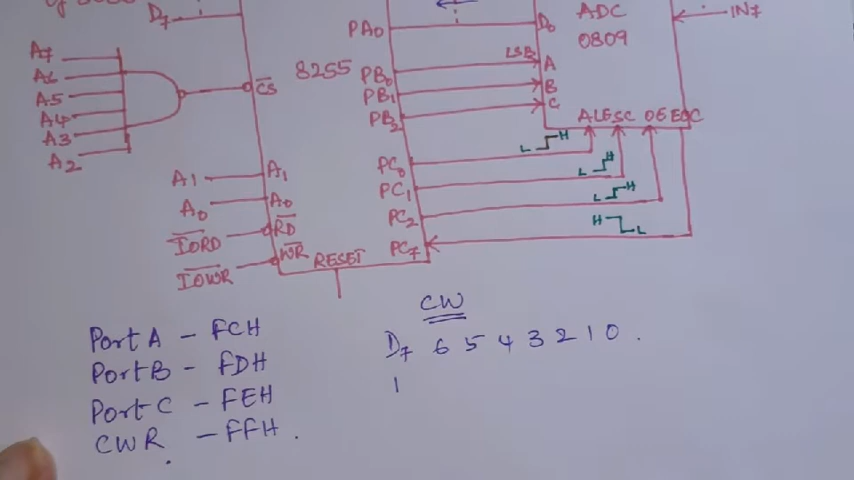 D7
PA0
D0
ADC
0809
IN7
A7
A6
A5
A4
A3
A2
CS
8255
PB0
PB1
PB2
LSB
A
B
C
ALE SC OE EOC
A1
A1
A0
A0
IORD
RD
IOWR
WR
RESET
PC0
PC1
PC2
PC7
L H
L H
L H
H L
Port A - FCH
Port B - FDH
Port C - FEH
CWR - FFH.
CW
D7 6 5 4 3 2 1 0.
1